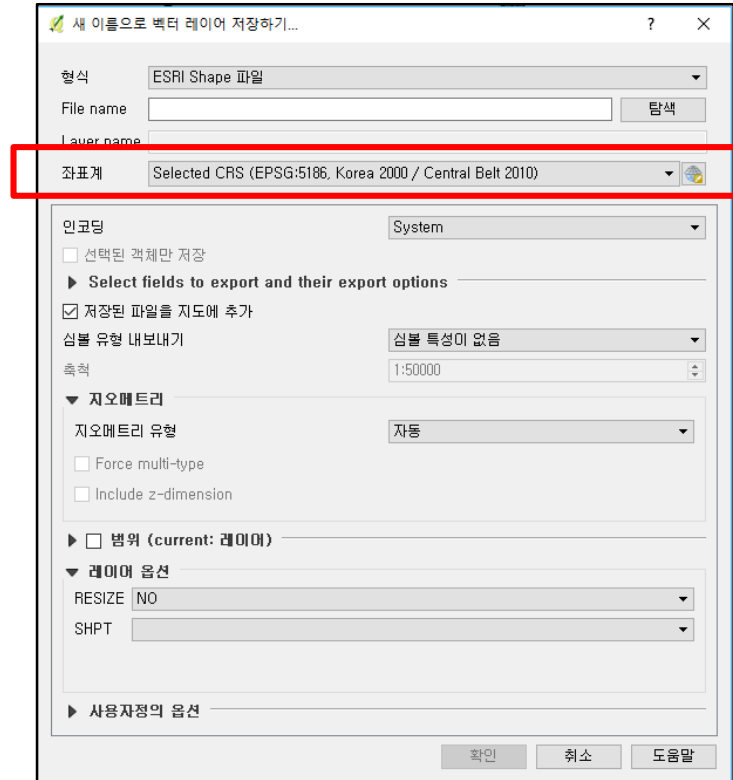 새 이름으로 벡터 레이어 저장하기... ?
형식 ESRI Shape 파일
File name 탐색
Layer name
좌표계 Selected CRS (EPSG:5186, Korea 2000 / Central Belt 2010)
인코딩 System
선택된 객체만 저장
Select fields to export and their export options
저장된 파일을 지도에 추가
심볼 유형 내보내기 심볼 특성이 없음
축척 1:50000
지오메트리
지오메트리 유형 자동
Force multi-type
Include z-dimension
범위 (current: 레이어)
레이어 옵션
RESIZE NO
SHPT
사용자정의 옵션
확인 취소 도움말